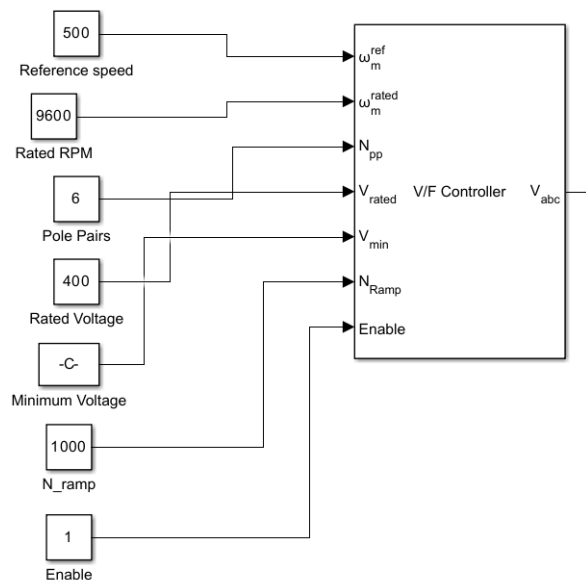 500
Reference speed
9600
Rated RPM
6
Pole Pairs
400
Rated Voltage
-C-
Minimum Voltage
1000
N_ramp
1
Enable
ω_m^ref
ω_m^rated
N_pp
V_rated
V_min
N_Ramp
Enable
V/F Controller
V_abc